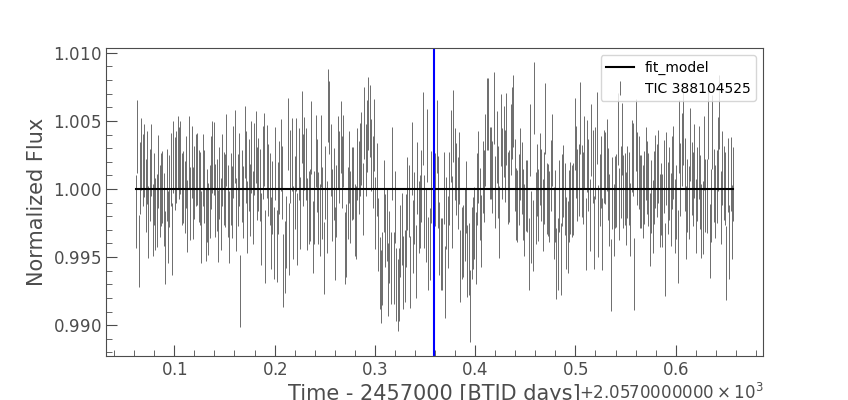 1.010
1.005
1.000
0.995
0.990
Normalized Flux
fit_model
TIC 388104525
0.1 0.2 0.3 0.4 0.5 0.6
Time - 2457000 [BTJD days]
+2.0570000000 × 10³